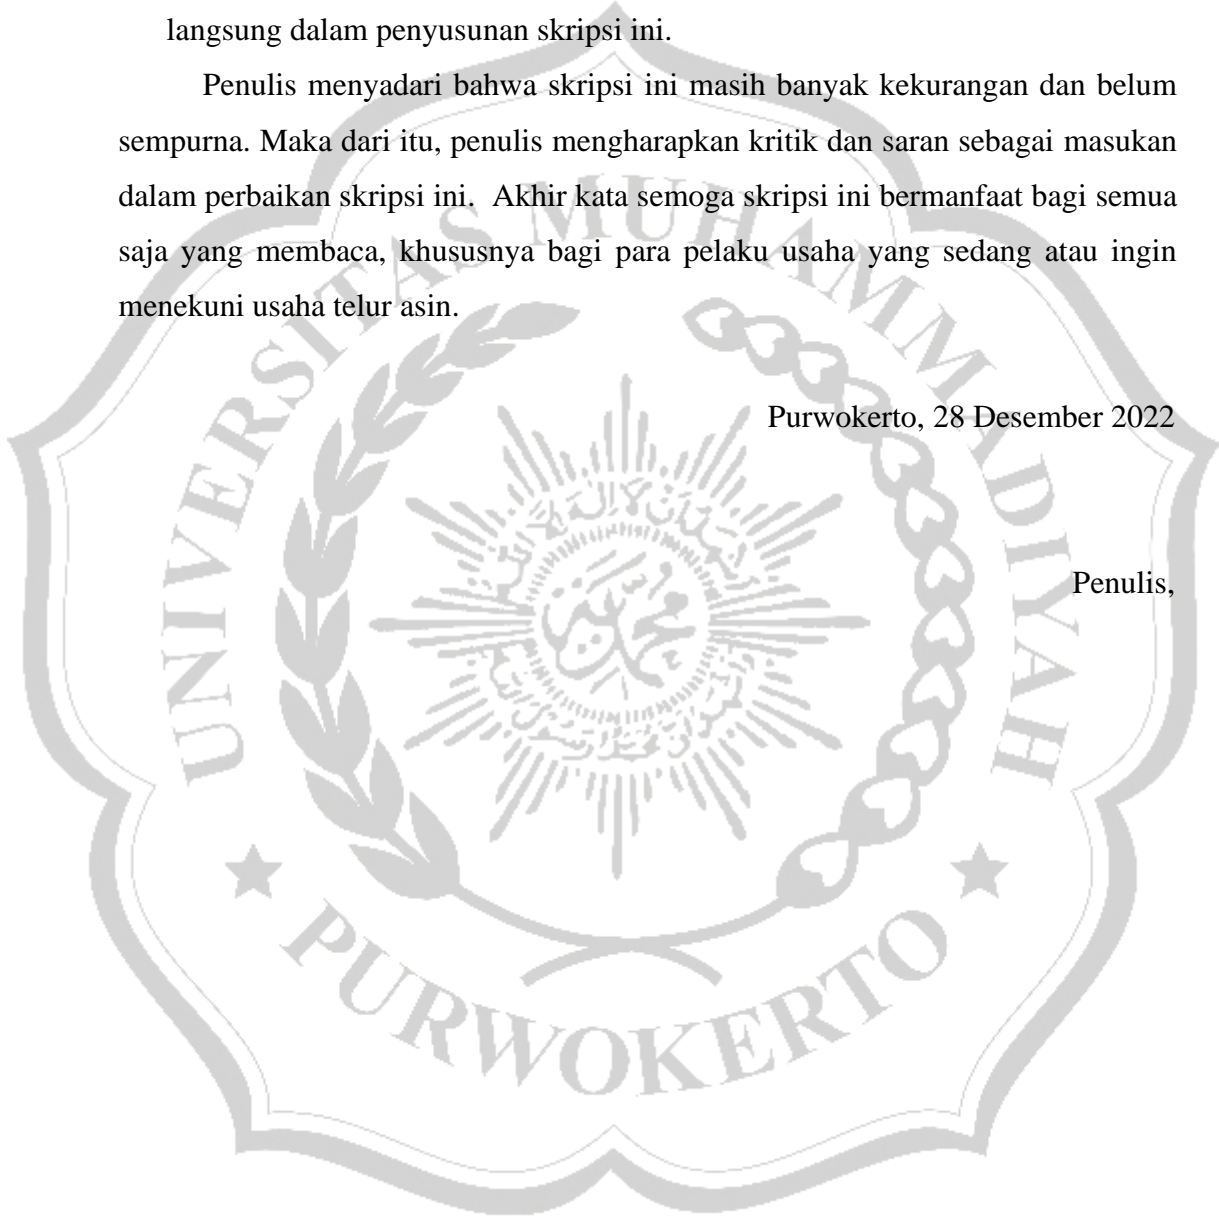 langsung dalam penyusunan skripsi ini.
Penulis menyadari bahwa skripsi ini masih banyak kekurangan dan belum
sempurna. Maka dari itu, penulis mengharapkan kritik dan saran sebagai masukan
dalam perbaikan skripsi ini.  Akhir kata semoga skripsi ini bermanfaat bagi semua
saja yang membaca, khususnya bagi para pelaku usaha yang sedang atau ingin
menekuni usaha telur asin.
Purwokerto, 28 Desember 2022
Penulis,
UNIVERSITAS MUHAMMADIYAH
PURWOKERTO